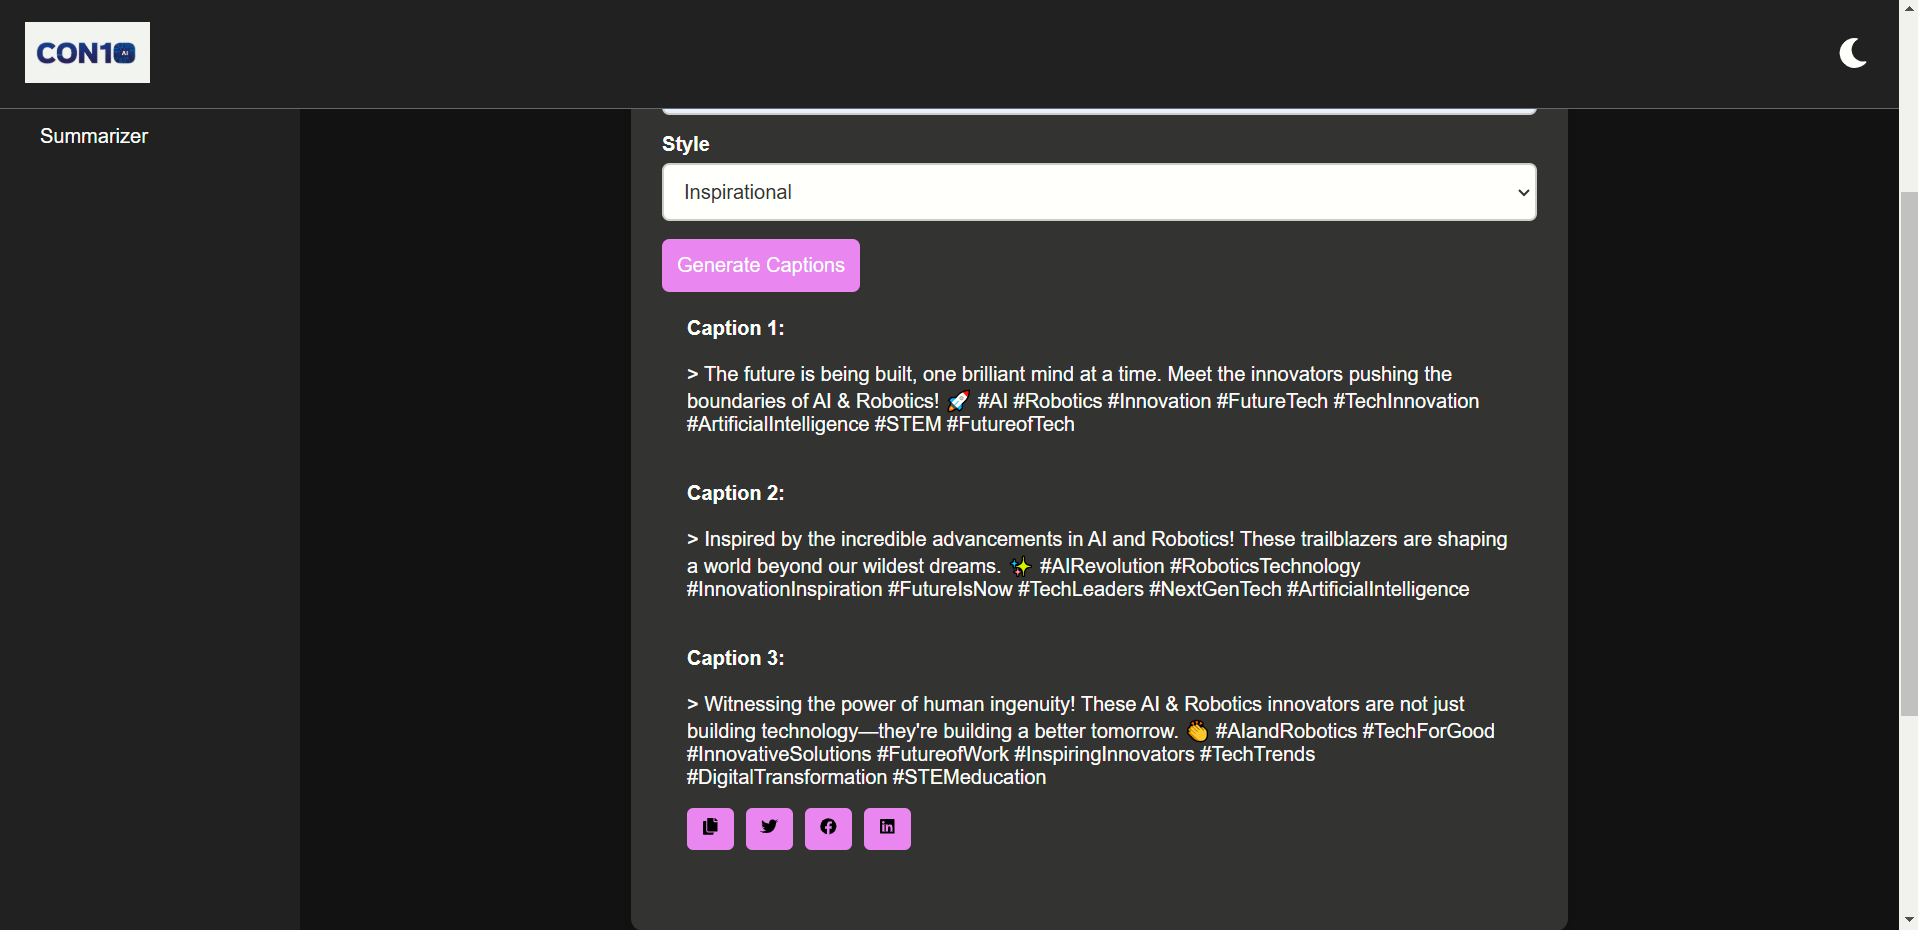 CON10
AI
Summarizer
Style
Inspirational
Generate Captions
Caption 1:
> The future is being built, one brilliant mind at a time. Meet the innovators pushing the
boundaries of AI & Robotics! 🚀 #AI #Robotics #Innovation #FutureTech #TechInnovation
#ArtificialIntelligence #STEM #FutureofTech
Caption 2:
> Inspired by the incredible advancements in AI and Robotics! These trailblazers are shaping
a world beyond our wildest dreams. ✨ #AIRevolution #RoboticsTechnology
#InnovationInspiration #FutureIsNow #TechLeaders #NextGenTech #ArtificialIntelligence
Caption 3:
> Witnessing the power of human ingenuity! These AI & Robotics innovators are not just
building technology—they're building a better tomorrow. 👏 #AIandRobotics #TechForGood
#InnovativeSolutions #FutureofWork #InspiringInnovators #TechTrends
#DigitalTransformation #STEMeducation